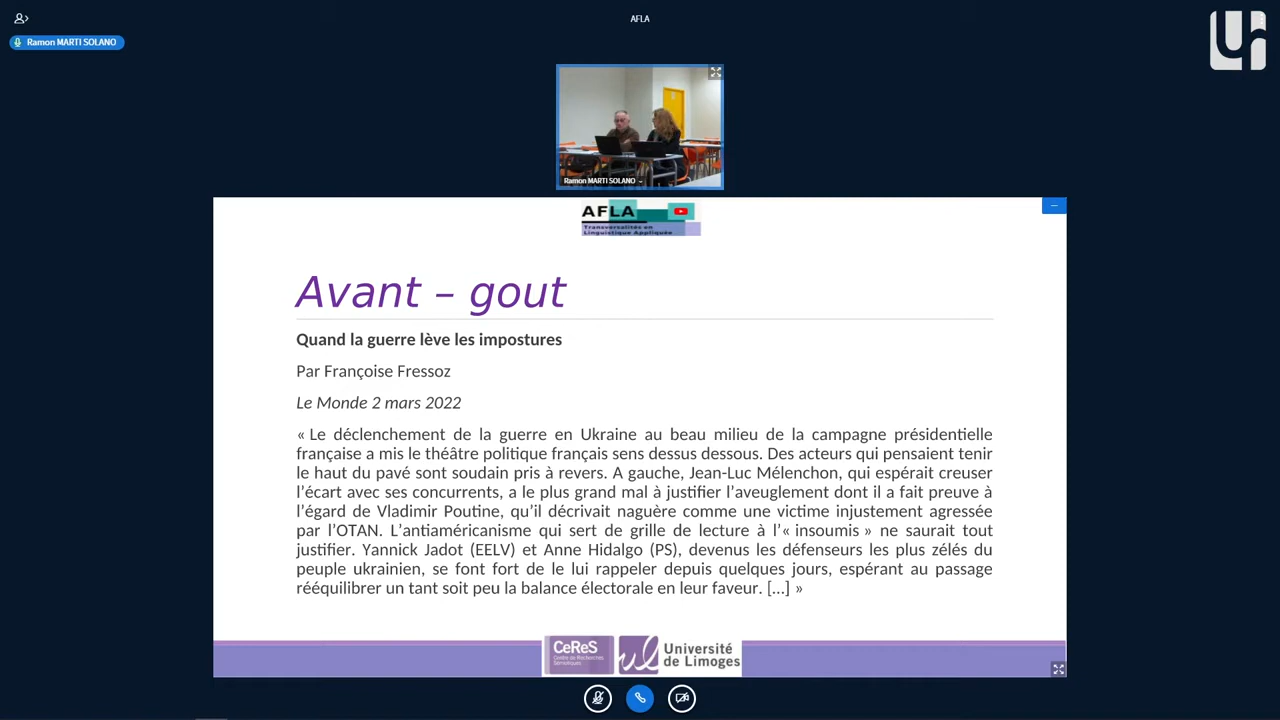 AFLA
Ramon MARTI SOLANO
Ramon MARTI SOLANO
AFLA
Transversalités en
Linguistique Appliquée
Avant – gout
Quand la guerre lève les impostures
Par Françoise Fressoz
Le Monde 2 mars 2022
« Le déclenchement de la guerre en Ukraine au beau milieu de la campagne présidentielle
française a mis le théâtre politique français sens dessus dessous. Des acteurs qui pensaient tenir
le haut du pavé sont soudain pris à revers. A gauche, Jean-Luc Mélenchon, qui espérait creuser
l’écart avec ses concurrents, a le plus grand mal à justifier l’aveuglement dont il a fait preuve à
l’égard de Vladimir Poutine, qu’il décrivait naguère comme une victime injustement agressée
par l’OTAN. L’antiaméricanisme qui sert de grille de lecture à l’« insoumis » ne saurait tout
justifier. Yannick Jadot (EELV) et Anne Hidalgo (PS), devenus les défenseurs les plus zélés du
peuple ukrainien, se font fort de le lui rappeler depuis quelques jours, espérant au passage
rééquilibrer un tant soit peu la balance électorale en leur faveur. [...] »
CeReS
Centre de Recherches
Sémiotiques
Université
de Limoges